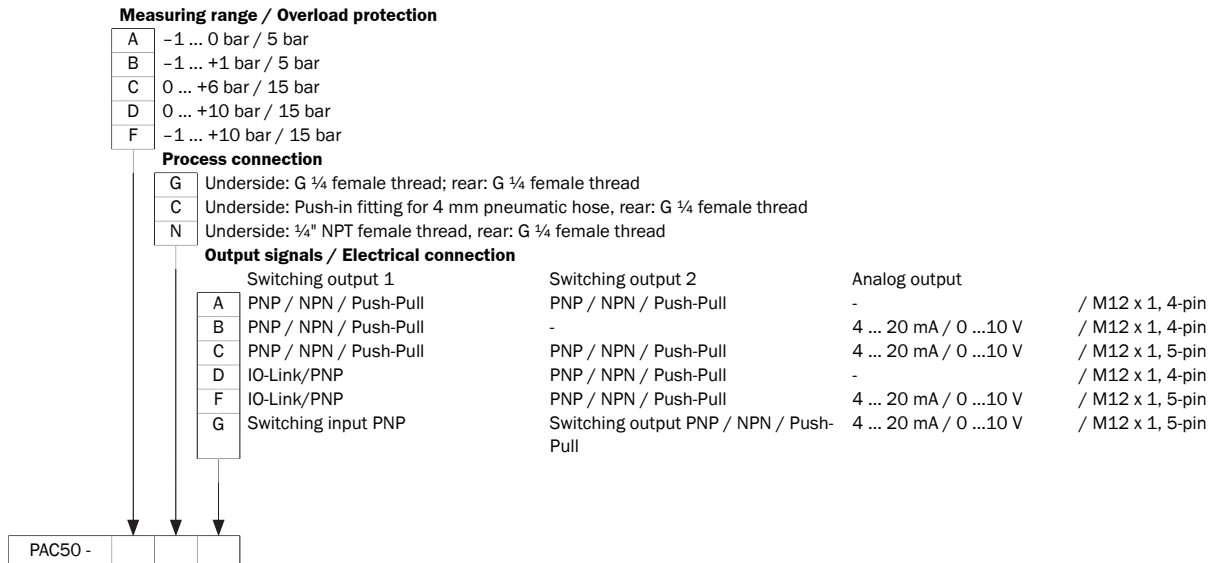 Measuring range / Overload protection
A –1 ... 0 bar / 5 bar
B –1 ... +1 bar / 5 bar
C 0 ... +6 bar / 15 bar
D 0 ... +10 bar / 15 bar
F –1 ... +10 bar / 15 bar
Process connection
G Underside: G ¼ female thread; rear: G ¼ female thread
C Underside: Push-in fitting for 4 mm pneumatic hose, rear: G ¼ female thread
N Underside: ¼" NPT female thread, rear: G ¼ female thread
Output signals / Electrical connection
Switching output 1 Switching output 2 Analog output
A PNP / NPN / Push-Pull PNP / NPN / Push-Pull - / M12 x 1, 4-pin
B PNP / NPN / Push-Pull - 4 ... 20 mA / 0 ...10 V / M12 x 1, 4-pin
C PNP / NPN / Push-Pull PNP / NPN / Push-Pull 4 ... 20 mA / 0 ...10 V / M12 x 1, 5-pin
D IO-Link/PNP PNP / NPN / Push-Pull - / M12 x 1, 4-pin
F IO-Link/PNP PNP / NPN / Push-Pull 4 ... 20 mA / 0 ...10 V / M12 x 1, 5-pin
G Switching input PNP Switching output PNP / NPN / Push- 4 ... 20 mA / 0 ...10 V / M12 x 1, 5-pin
Pull
PAC50 -